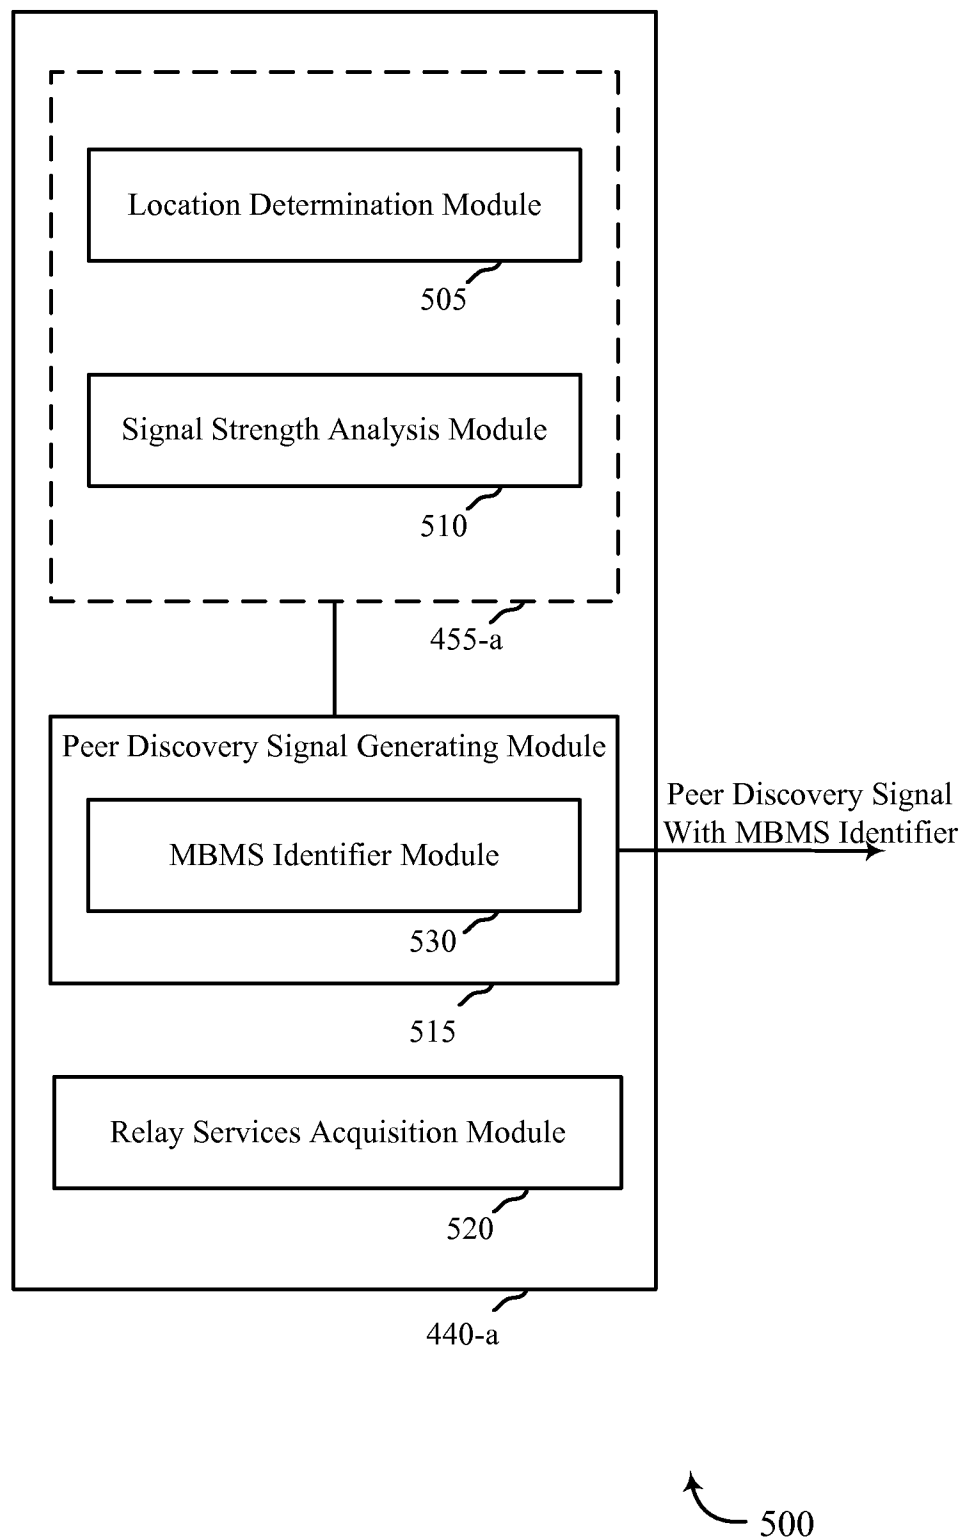 Location Determination Module
505
Signal Strength Analysis Module
510
455-a
Peer Discovery Signal Generating Module
MBMS Identifier Module
530
515
Peer Discovery Signal
With MBMS Identifier
Relay Services Acquisition Module
520
440-a
500